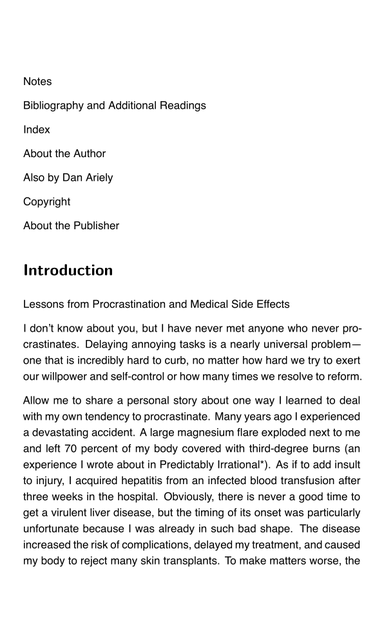 Notes
Bibliography and Additional Readings
Index
About the Author
Also by Dan Ariely
Copyright
About the Publisher
Introduction
Lessons from Procrastination and Medical Side Effects
I don't know about you, but I have never met anyone who never pro-
crastinates. Delaying annoying tasks is a nearly universal problem—
one that is incredibly hard to curb, no matter how hard we try to exert
our willpower and self-control or how many times we resolve to reform.
Allow me to share a personal story about one way I learned to deal
with my own tendency to procrastinate. Many years ago I experienced
a devastating accident. A large magnesium flare exploded next to me
and left 70 percent of my body covered with third-degree burns (an
experience I wrote about in Predictably Irrational*). As if to add insult
to injury, I acquired hepatitis from an infected blood transfusion after
three weeks in the hospital. Obviously, there is never a good time to
get a virulent liver disease, but the timing of its onset was particularly
unfortunate because I was already in such bad shape. The disease
increased the risk of complications, delayed my treatment, and caused
my body to reject many skin transplants. To make matters worse, the